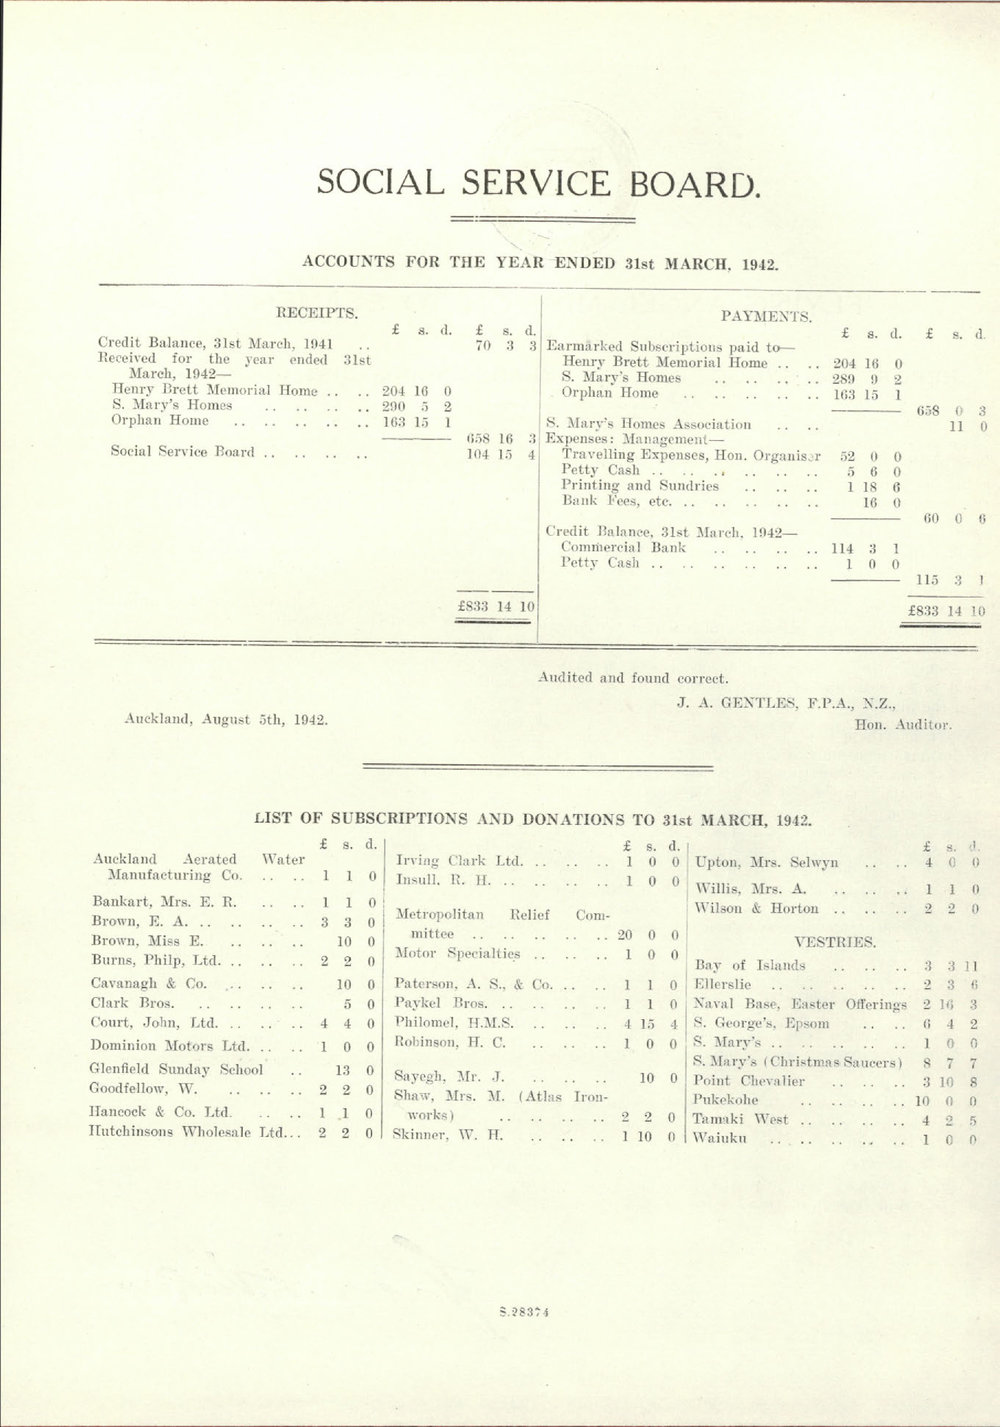 SOCIAL SERVICE BOARD.
ACCOUNTS FOR THE YEAR ENDED 31st MARCH, 1942.
RECEIPTS.
£ s. d. £ s. d.
Credit Balance, 31st March, 1941 .. 70 3 3
Received for the year ended 31st
March, 1942—
Henry Brett Memorial Home .. .. 204 16 0
S. Mary's Homes .. .. .. .. .. 290 5 2
Orphan Home .. .. .. .. .. .. 163 15 1
658 16 3
Social Service Board .. .. .. .. .. 104 15 4
£833 14 10
PAYMENTS.
£ s. d. £ s. d.
Earmarked Subscriptions paid to—
Henry Brett Memorial Home .. .. 204 16 0
S. Mary's Homes .. .. .. .. .. 289 9 2
Orphan Home .. .. .. .. .. .. 163 15 1
658 0 3
S. Mary's Homes Association .. .. 11 0
Expenses: Management—
Travelling Expenses, Hon. Organiser 52 0 0
Petty Cash .. .. .. .. .. .. .. 5 6 0
Printing and Sundries .. .. .. 1 18 6
Bank Fees, etc. .. .. .. .. .. .. 16 0
60 0 6
Credit Balance, 31st March, 1942—
Commercial Bank .. .. .. .. 114 3 1
Petty Cash .. .. .. .. .. .. .. 1 0 0
115 3 1
£833 14 10
Audited and found correct.
J. A. GENTLES, F.P.A., N.Z.,
Auckland, August 5th, 1942.
Hon. Auditor.
LIST OF SUBSCRIPTIONS AND DONATIONS TO 31st MARCH, 1942.
£ s. d.
Auckland Aerated Water
Manufacturing Co. .. .. 1 1 0
Bankart, Mrs. E. R. .. .. 1 1 0
Brown, E. A. .. .. .. .. .. 3 3 0
Brown, Miss E. .. .. .. 10 0
Burns, Philp, Ltd. .. .. .. 2 2 0
Cavanagh & Co. .. .. .. 10 0
Clark Bros. .. .. .. .. 5 0
Court, John, Ltd. .. .. .. 4 4 0
Dominion Motors Ltd. .. .. 1 0 0
Glenfield Sunday School .. 13 0
Goodfellow, W. .. .. .. 2 2 0
Hancock & Co. Ltd. .. .. 1 1 0
Hutchinsons Wholesale Ltd... 2 2 0
£ s. d.
Irving Clark Ltd. .. .. .. 1 0 0
Insull, R. H. .. .. .. .. .. 1 0 0
Metropolitan Relief Com-
mittee .. .. .. .. .. .. 20 0 0
Motor Specialties .. .. .. 1 0 0
Paterson, A. S., & Co. .. .. 1 1 0
Paykel Bros. .. .. .. .. .. 1 1 0
Philomel, H.M.S. .. .. .. 4 15 4
Robinson, H. C. .. .. .. 1 0 0
Sayegh, Mr. J. .. .. .. 10 0
Shaw, Mrs. M. (Atlas Iron-
works) .. .. .. .. 2 2 0
Skinner, W. H. .. .. .. 1 10 0
£ s. d.
Upton, Mrs. Selwyn .. .. 4 0 0
Willis, Mrs. A. .. .. .. 1 1 0
Wilson & Horton .. .. .. 2 2 0
VESTRIES.
Bay of Islands .. .. .. 3 3 11
Ellerslie .. .. .. .. .. 2 3 6
Naval Base, Easter Offerings 2 16 3
S. George's, Epsom .. .. 6 4 2
S. Mary's .. .. .. .. .. .. 1 0 0
S. Mary's (Christmas Saucers) 8 7 7
Point Chevalier .. .. .. 3 10 8
Pukekohe .. .. .. .. 10 0 0
Tamaki West .. .. .. .. 4 2 5
Waiuku .. .. .. .. .. .. 1 0 0
S.28374